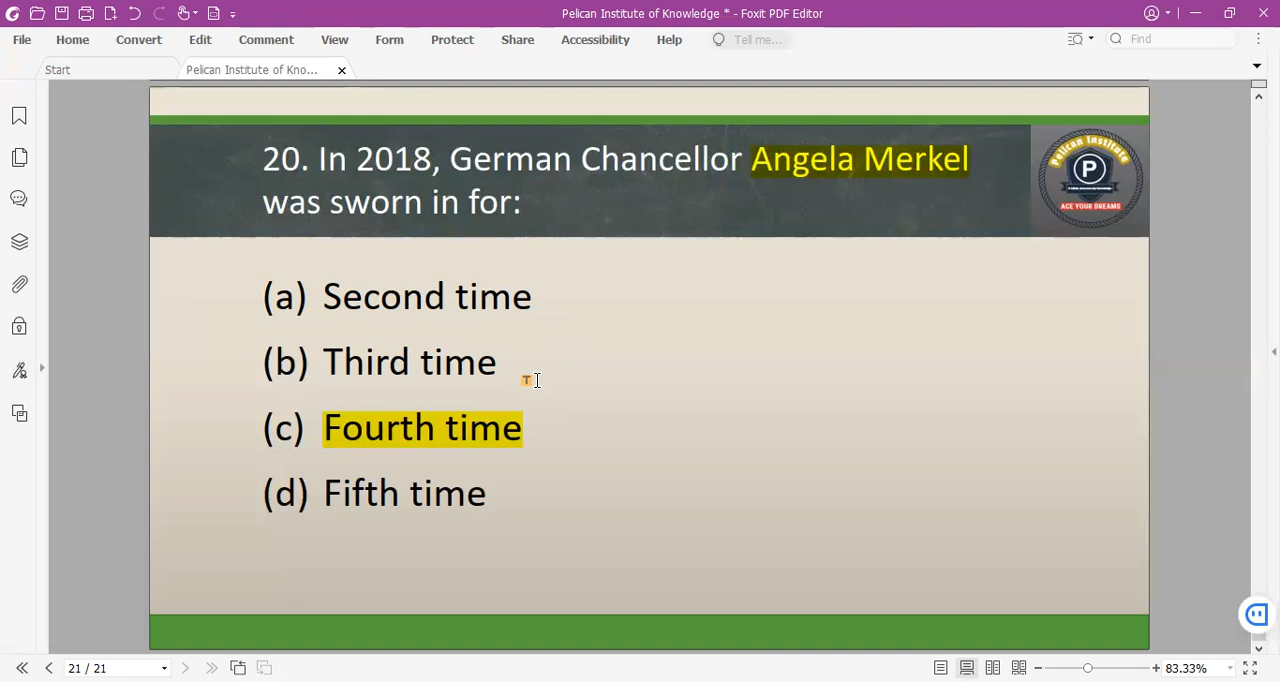 Pelican Institute of Knowledge * - Foxit PDF Editor
File Home Convert Edit Comment View Form Protect Share Accessibility Help Tell me... Find
Start Pelican Institute of Kno...
20. In 2018, German Chancellor Angela Merkel
was sworn in for:
Pelican Institute
P
ACE YOUR DREAMS
(a) Second time
(b) Third time
T
(c) Fourth time
(d) Fifth time
21 / 21 83.33%